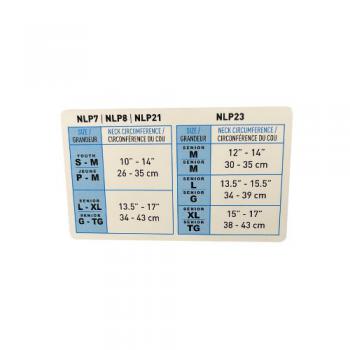 NLP7 | NLP8 | NLP21
SIZE / GRANDEUR
NECK CIRCUMFERENCE / CIRCONFÉRENCE DU COU
YOUTH
S - M
JEUNE
P - M
10" - 14"
26 - 35 cm
SENIOR
L - XL
SENIOR
G - TG
13.5" - 17"
34 - 43 cm
NLP23
SIZE / GRANDEUR
NECK CIRCUMFERENCE / CIRCONFÉRENCE DU COU
SENIOR
M
SENIOR
M
12" - 14"
30 - 35 cm
SENIOR
L
SENIOR
G
13.5" - 15.5"
34 - 39 cm
SENIOR
XL
SENIOR
TG
15" - 17"
38 - 43 cm